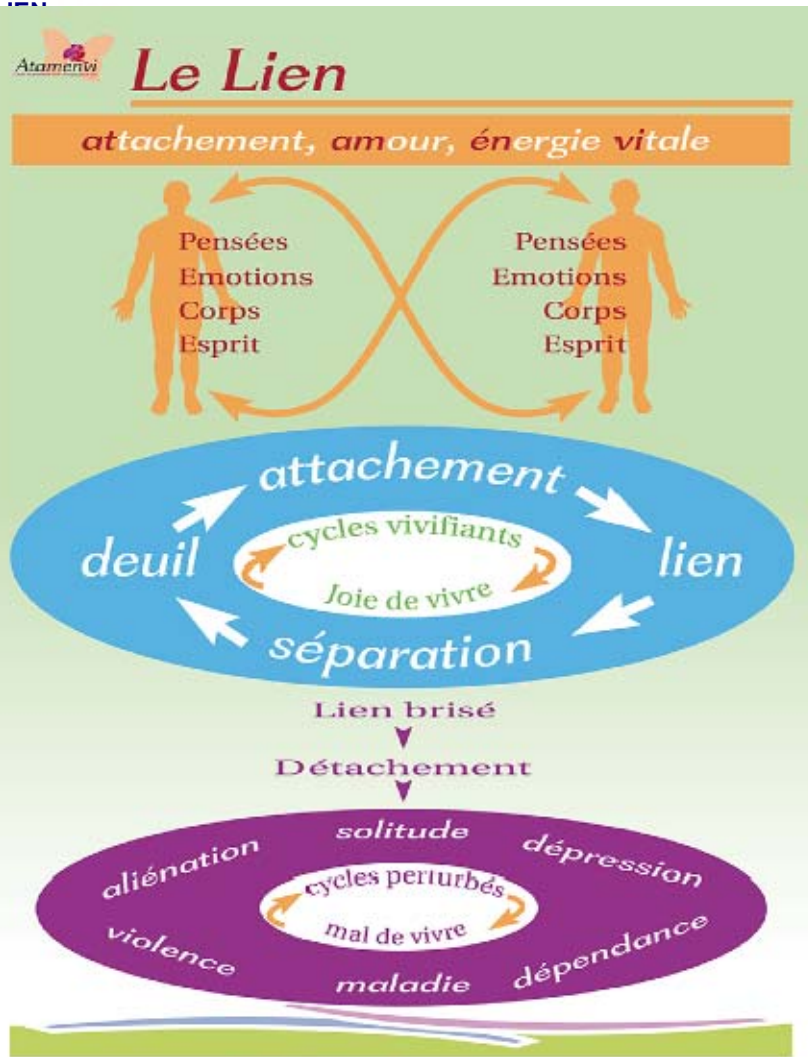 Atamenvi
Le Lien
attachement, amour, énergie vitale
Pensées
Emotions
Corps
Esprit
Pensées
Emotions
Corps
Esprit
attachement
deuil
cycles vivifiants
Joie de vivre
lien
séparation
Lien brisé
Détachement
solitude
aliénation
dépression
cycles perturbés
mal de vivre
violence
dépendance
maladie